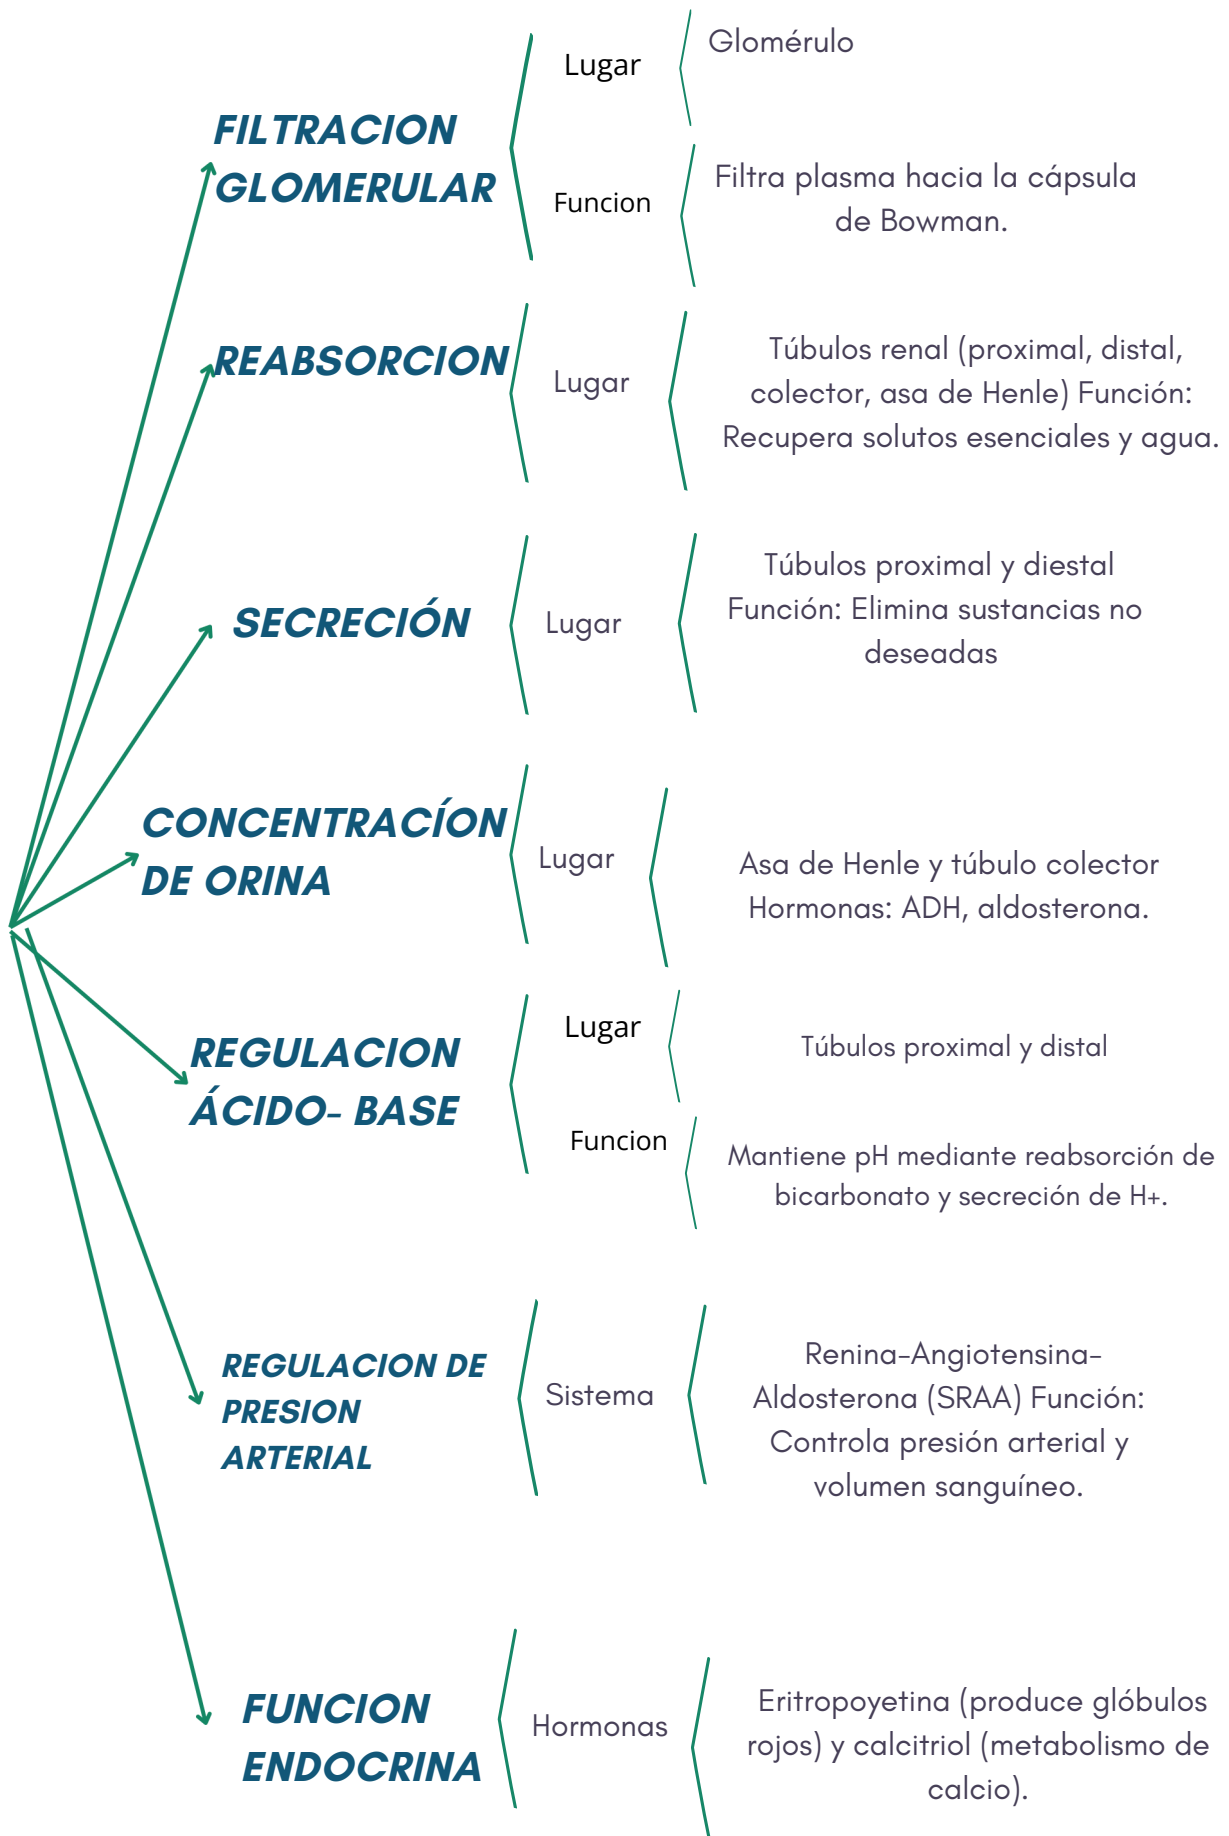 Lugar
Glomérulo
FILTRACION
GLOMERULAR
Funcion
Filtra plasma hacia la cápsula
de Bowman.
REABSORCION
Lugar
Túbulos renal (proximal, distal,
colector, asa de Henle) Función:
Recupera solutos esenciales y agua.
SECRECIÓN
Lugar
Túbulos proximal y diestal
Función: Elimina sustancias no
deseadas
CONCENTRACÍON
DE ORINA
Lugar
Asa de Henle y túbulo colector
Hormonas: ADH, aldosterona.
REGULACION
ÁCIDO- BASE
Lugar
Túbulos proximal y distal
Funcion
Mantiene pH mediante reabsorción de
bicarbonato y secreción de H+.
REGULACION DE
PRESION
ARTERIAL
Sistema
Renina-Angiotensina-
Aldosterona (SRAA) Función:
Controla presión arterial y
volumen sanguíneo.
FUNCION
ENDOCRINA
Hormonas
Eritropoyetina (produce glóbulos
rojos) y calcitriol (metabolismo de
calcio).